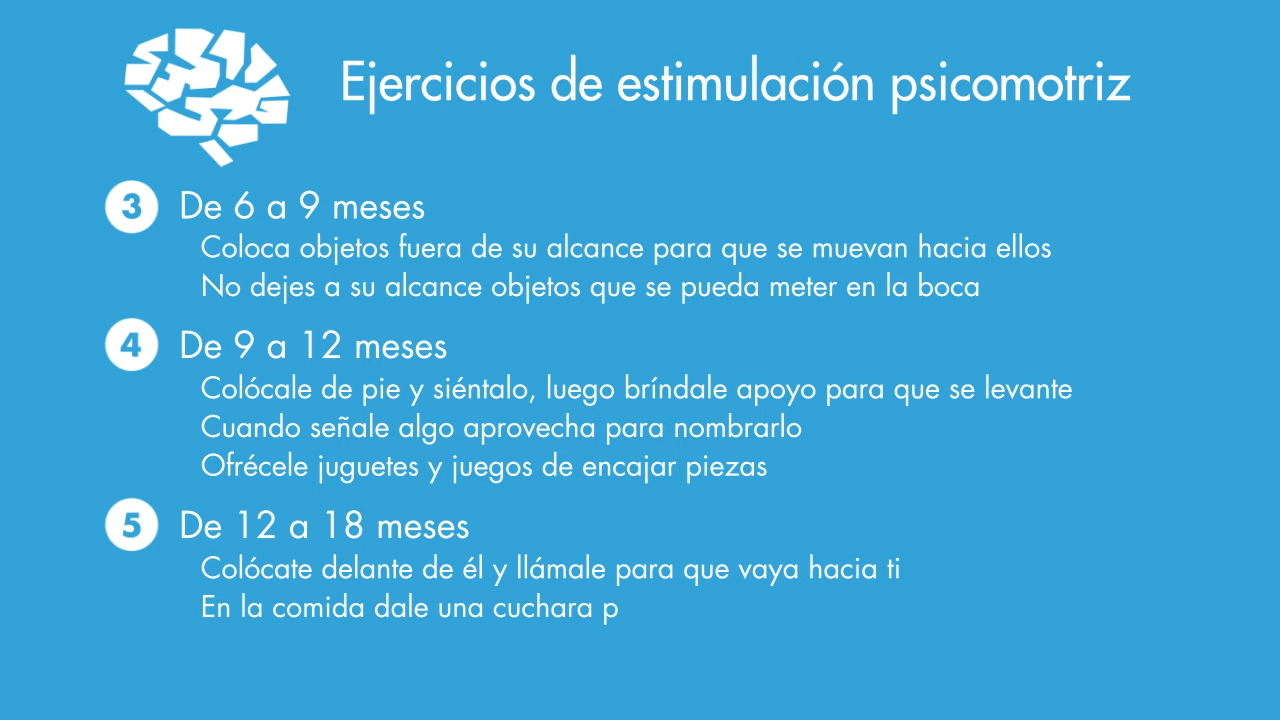 Ejercicios de estimulación psicomotriz
3 De 6 a 9 meses
Coloca objetos fuera de su alcance para que se muevan hacia ellos
No dejes a su alcance objetos que se pueda meter en la boca
4 De 9 a 12 meses
Colócale de pie y siéntalo, luego bríndale apoyo para que se levante
Cuando señale algo aprovecha para nombrarlo
Ofrécele juguetes y juegos de encajar piezas
5 De 12 a 18 meses
Colócate delante de él y llámale para que vaya hacia ti
En la comida dale una cuchara p